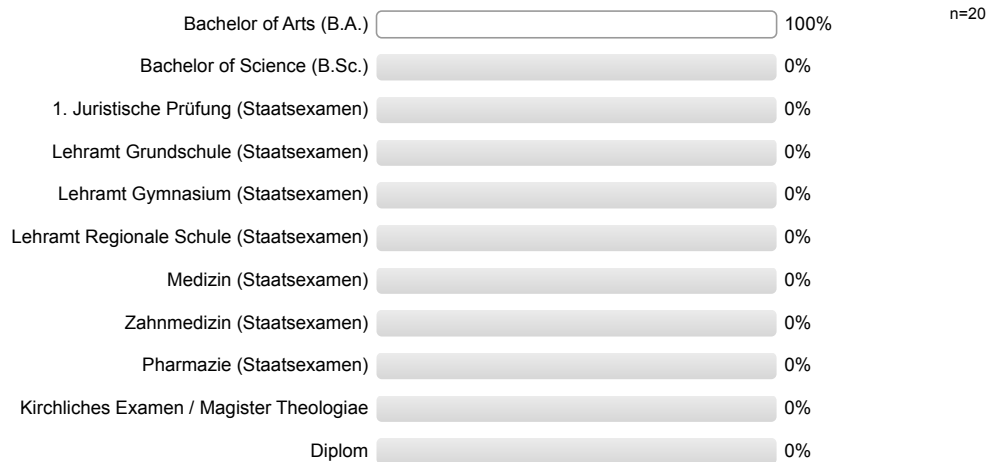 Bachelor of Arts (B.A.) 100% n=20
Bachelor of Science (B.Sc.) 0%
1. Juristische Prüfung (Staatsexamen) 0%
Lehramt Grundschule (Staatsexamen) 0%
Lehramt Gymnasium (Staatsexamen) 0%
Lehramt Regionale Schule (Staatsexamen) 0%
Medizin (Staatsexamen) 0%
Zahnmedizin (Staatsexamen) 0%
Pharmazie (Staatsexamen) 0%
Kirchliches Examen / Magister Theologiae 0%
Diplom 0%